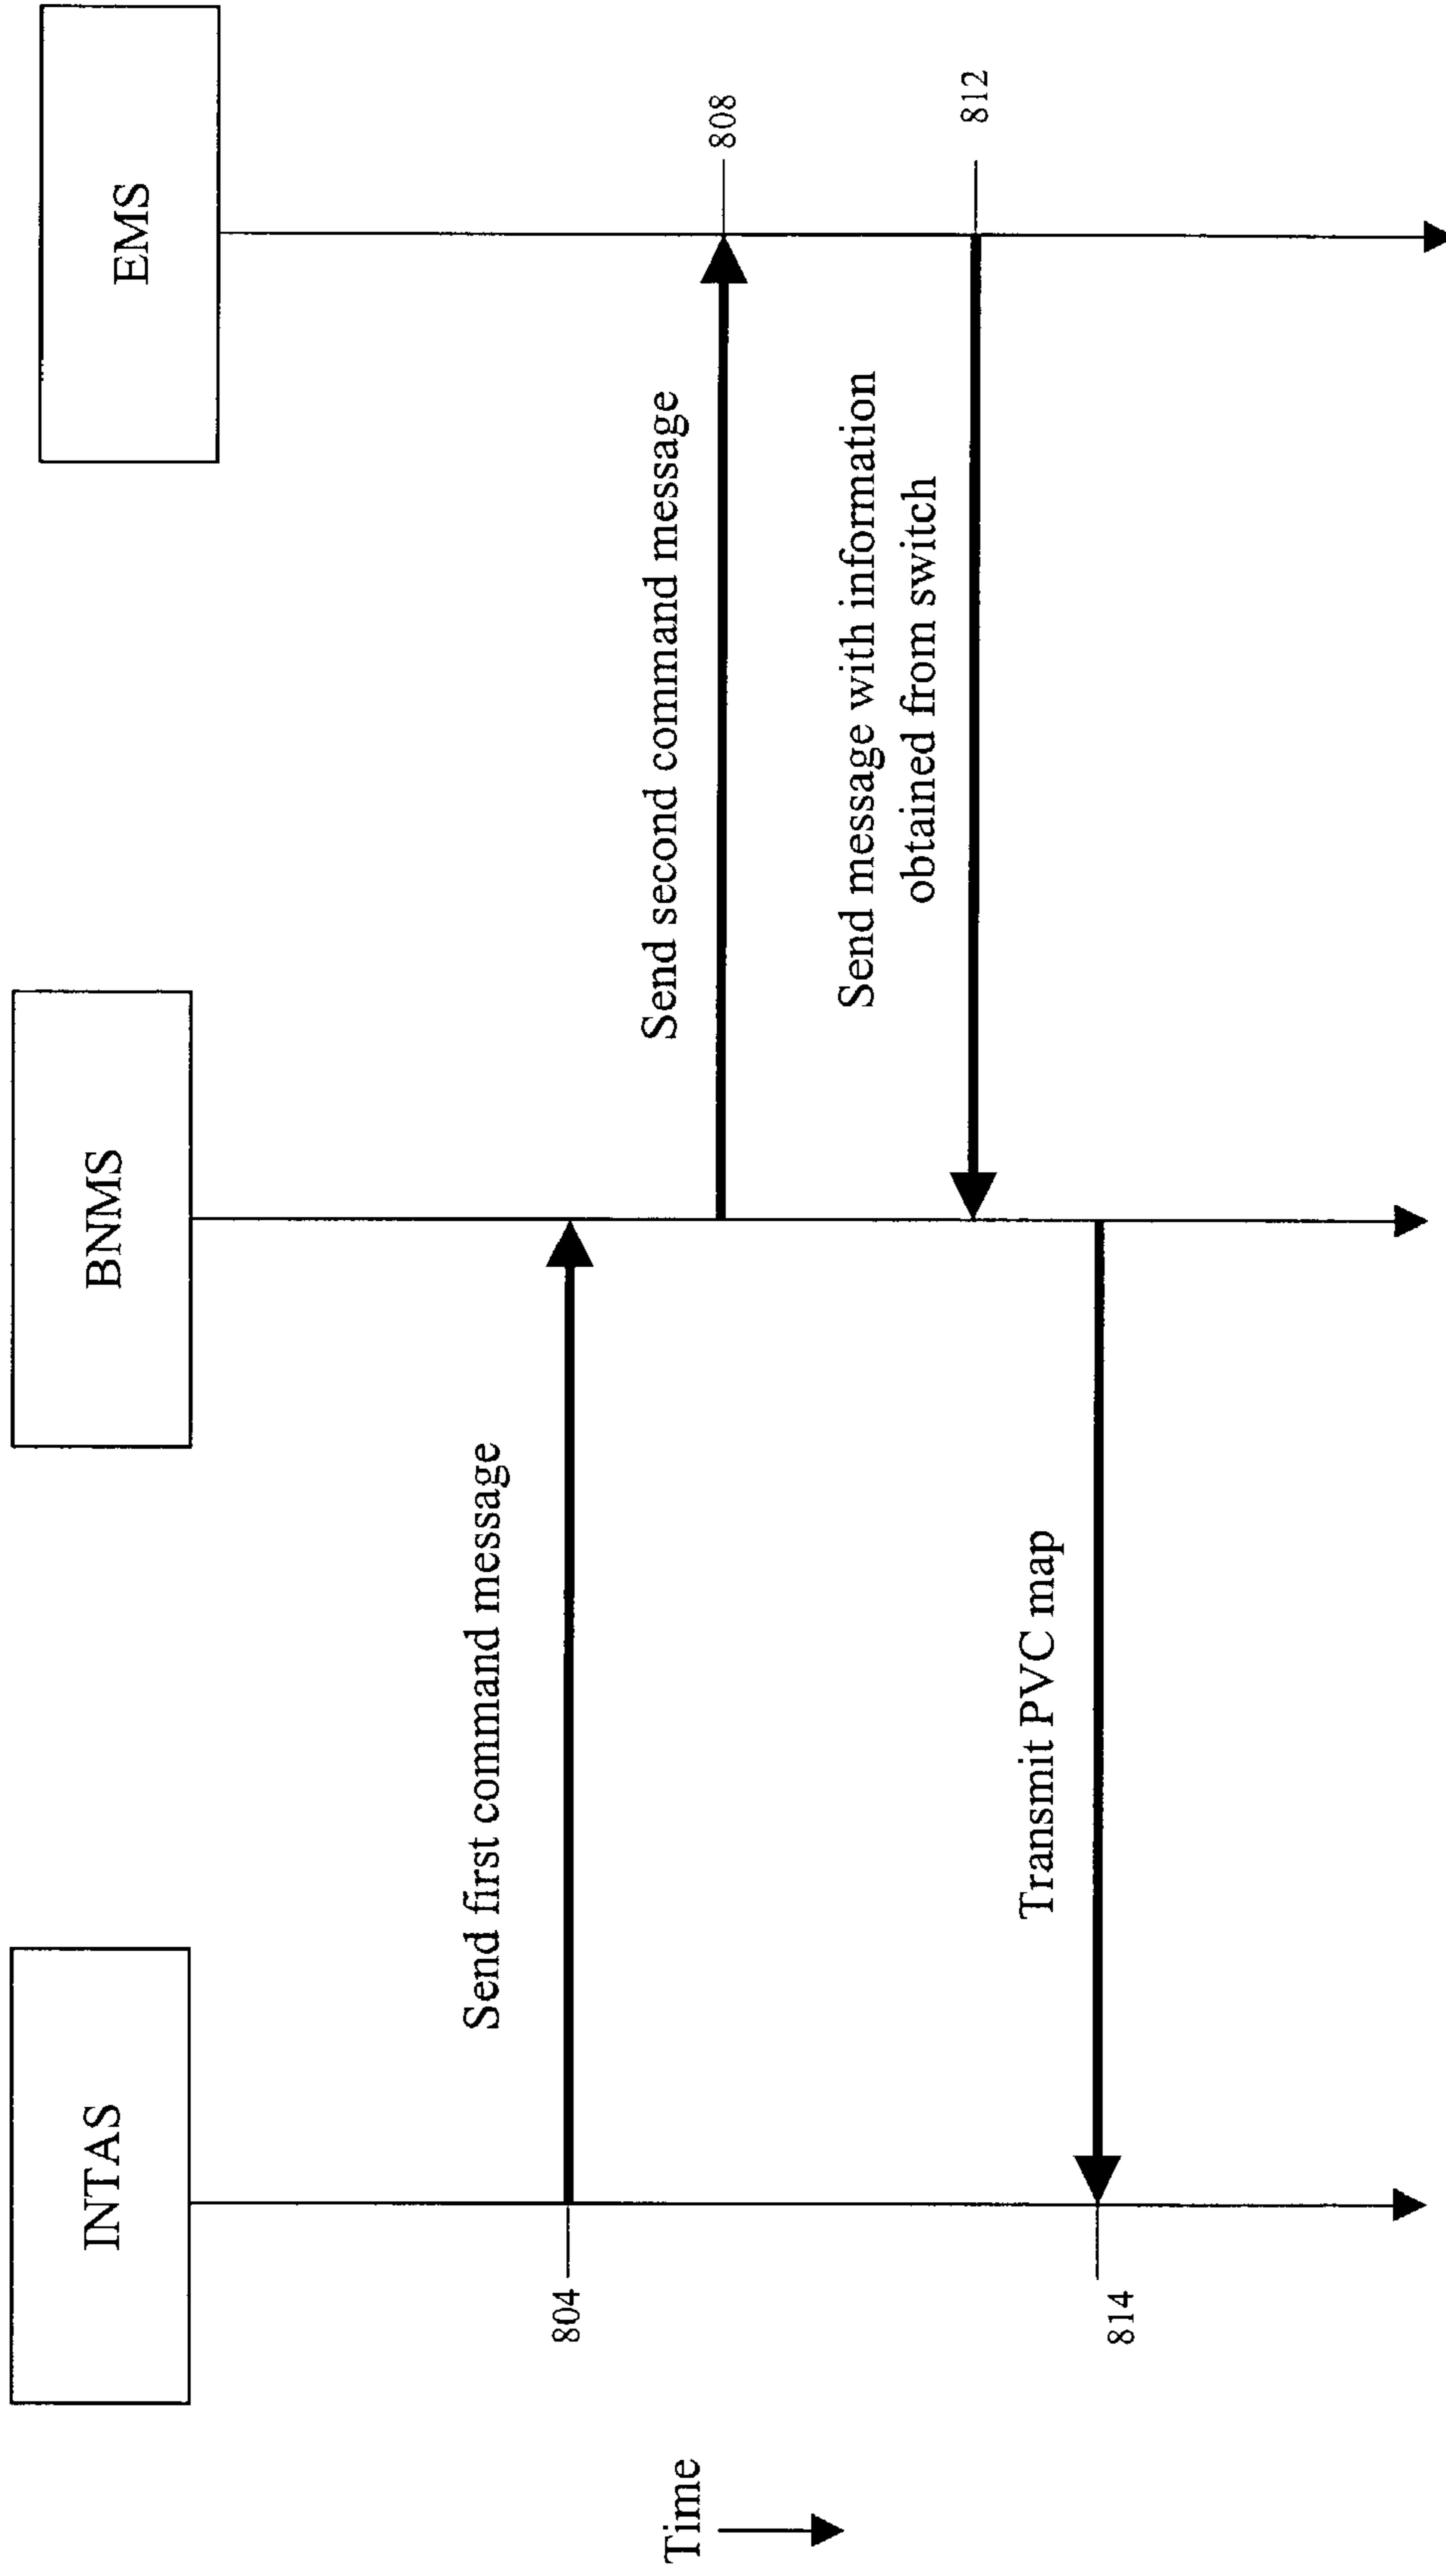 INTAS
BNMS
EMS
Time
Send first command message
804
Send second command message
808
Send message with information
obtained from switch
812
Transmit PVC map
814